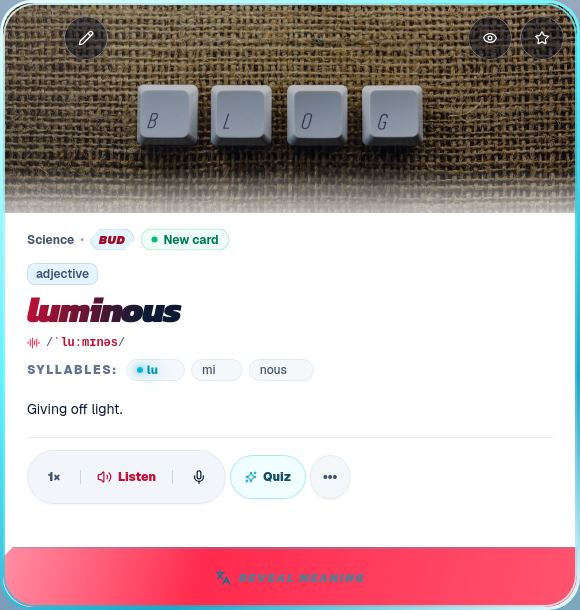 B L O G
Science · BUD New card
adjective
luminous
/ˈluːmɪnəs/
SYLLABLES: lu mi nous
Giving off light.
1× Listen Quiz •••
REVEAL MEANING